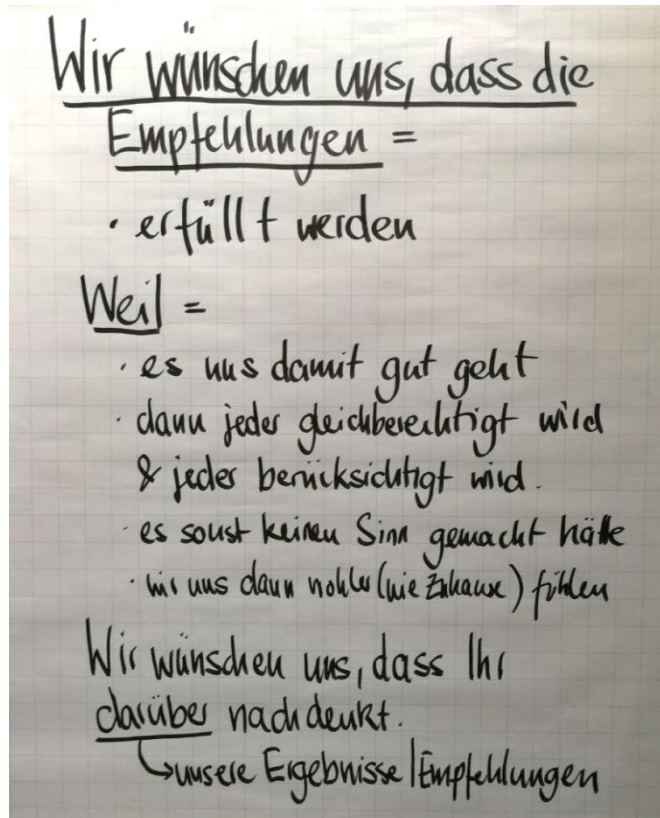 Wir wünschen uns, dass die
Empfehlungen =
· erfüllt werden
Weil =
· es uns damit gut geht
· dann jeder gleichberechtigt wird
& jeder berücksichtigt wird.
· es sonst keinen Sinn gemacht hätte
· wir uns dann wohler (wie Zuhause) fühlen
Wir wünschen uns, dass Ihr
darüber nachdenkt.
↳ unsere Ergebnisse | Empfehlungen